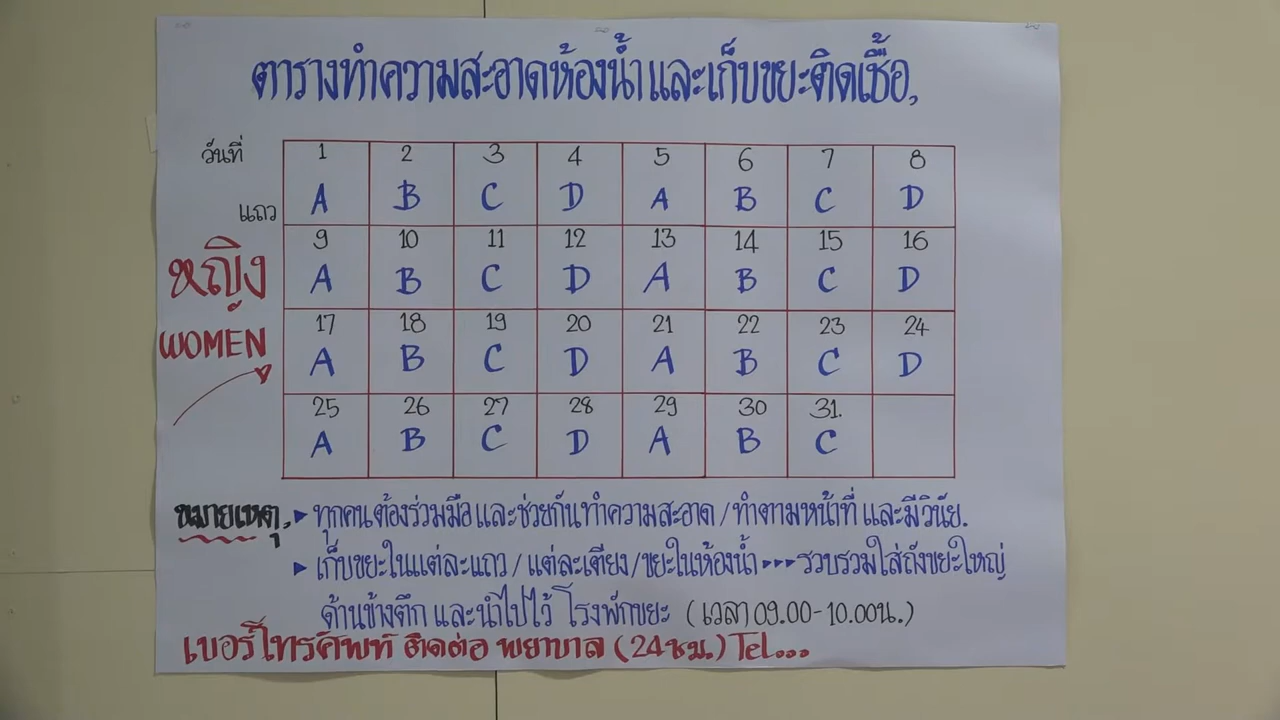 ตารางทำความสะอาดห้องน้ำและเก็บขยะติดเชื้อ,
วันที่ 1 2 3 4 5 6 7 8
แถว A B C D A B C D
9 10 11 12 13 14 15 16
หญิง A B C D A B C D
17 18 19 20 21 22 23 24
WOMEN A B C D A B C D
25 26 27 28 29 30 31.
A B C D A B C
หมายเหตุ, ▸ ทุกคนต้องร่วมมือและช่วยกันทำความสะอาด / ทำตามหน้าที่ และมีวินัย.
▸ เก็บขยะในแต่ละแถว / แต่ละเตียง / ขยะในห้องน้ำ ▸▸▸ รวบรวมใส่ถังขยะใหญ่
ด้านข้างตึก และนำไปไว้ โรงพักขยะ (เวลา 09.00-10.00น.)
เบอร์โทรศัพท์ ติดต่อ พยาบาล (24 ชม.) Tel...